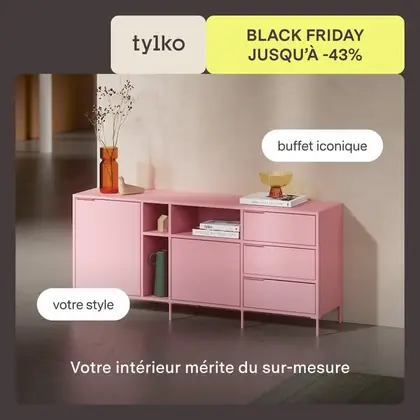 tylko
BLACK FRIDAY
JUSQU'À -43%
buffet iconique
votre style
Votre intérieur mérite du sur-mesure